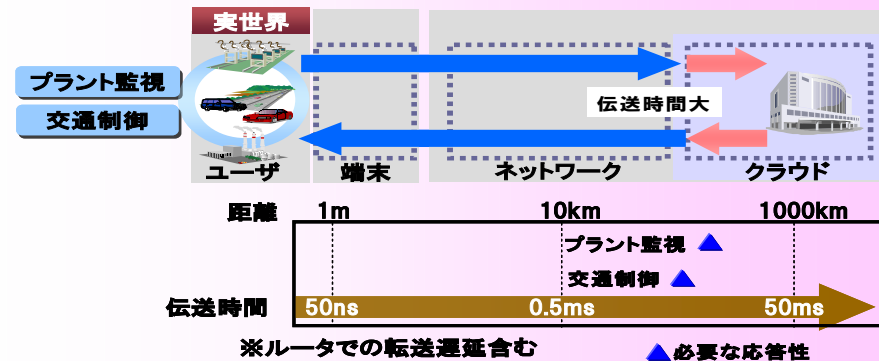 実世界
プラント監視
交通制御
伝送時間大
ユーザ 端末 ネットワーク クラウド
距離 1m 10km 1000km
プラント監視
交通制御
伝送時間 50ns 0.5ms 50ms
※ルータでの転送遅延含む
必要な応答性